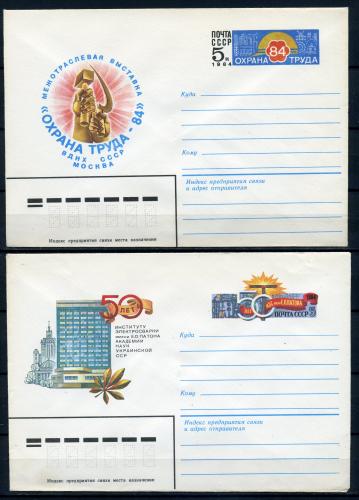 МЕЖОТРАСЛЕВАЯ ВЫСТАВКА
"ОХРАНА ТРУДА-84"
ВДНХ СССР
МОСКВА
ПОЧТА
СССР
5К
1984
84
ОХРАНА ТРУДА
Куда
Кому
Индекс предприятия связи
и адрес отправителя
Индекс предприятия связи места назначения
50 ЛЕТ
ИНСТИТУТУ
ЭЛЕКТРОСВАРКИ
ИМЕНИ Е.О.ПАТОНА
АКАДЕМИИ
НАУК
УКРАИНСКОЙ
ССР
50
ЛЕТ
ПОЧТА СССР
Куда
Кому
Индекс предприятия связи
и адрес отправителя
Индекс предприятия связи места назначения